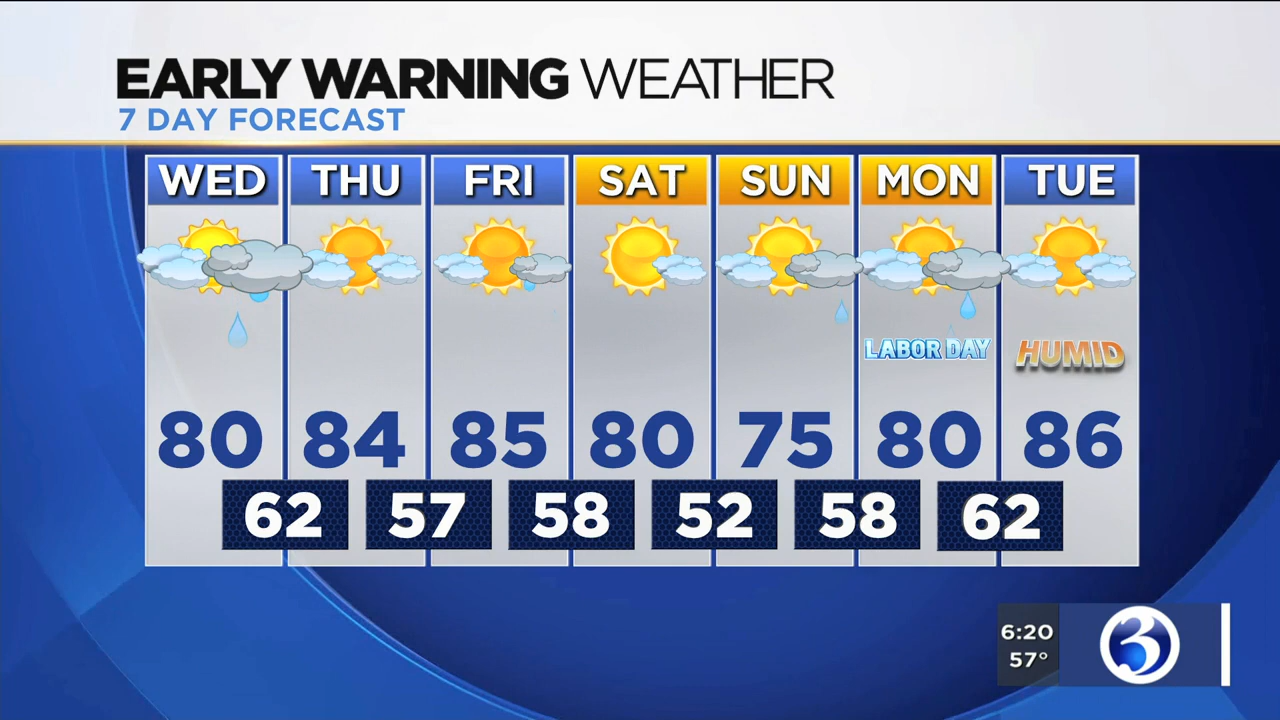 EARLY WARNING WEATHER
7 DAY FORECAST
WED THU FRI SAT SUN MON TUE
LABOR DAY HUMID
80 84 85 80 75 80 86
62 57 58 52 58 62
6:20
57°
3